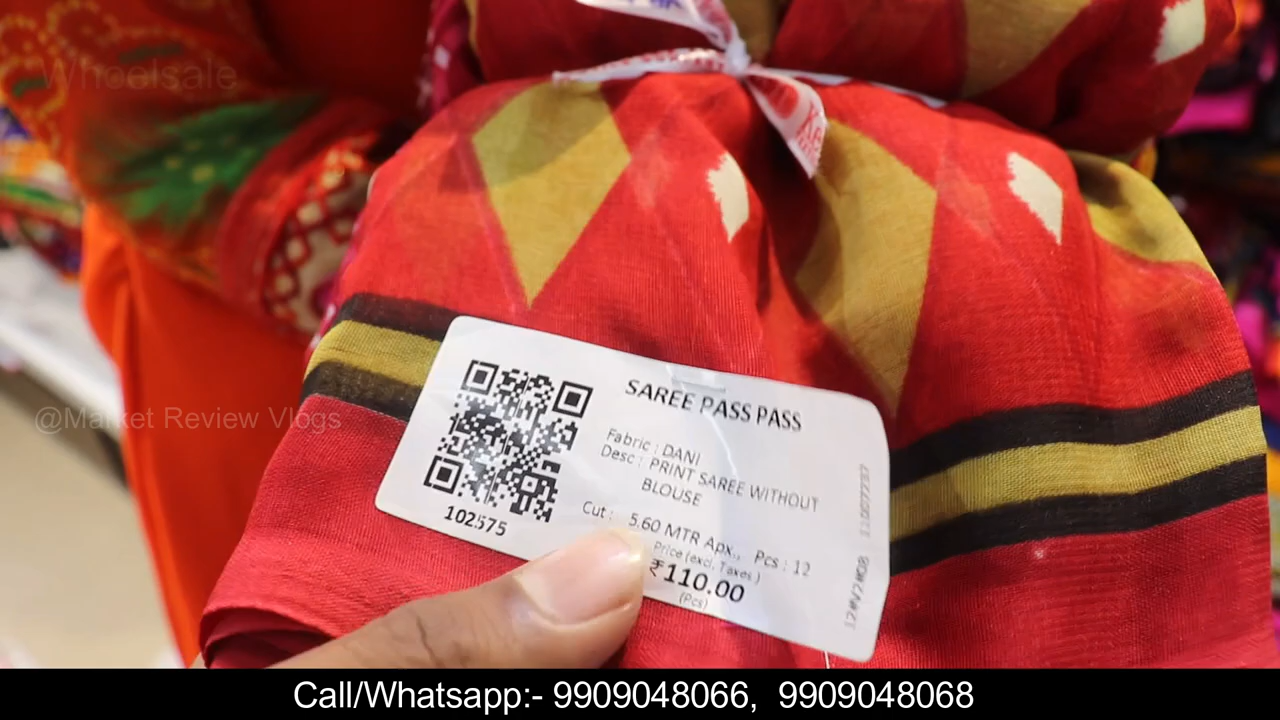 Wholesale
@Market Review Vlogs
SAREE PASS PASS
Fabric : DANI
Desc : PRINT SAREE WITHOUT
BLOUSE
Cut : 5.60 MTR Apx., Pcs : 12
Price (excl. Taxes)
₹110.00
(Pcs)
102575
Call/Whatsapp:- 9909048066, 9909048068